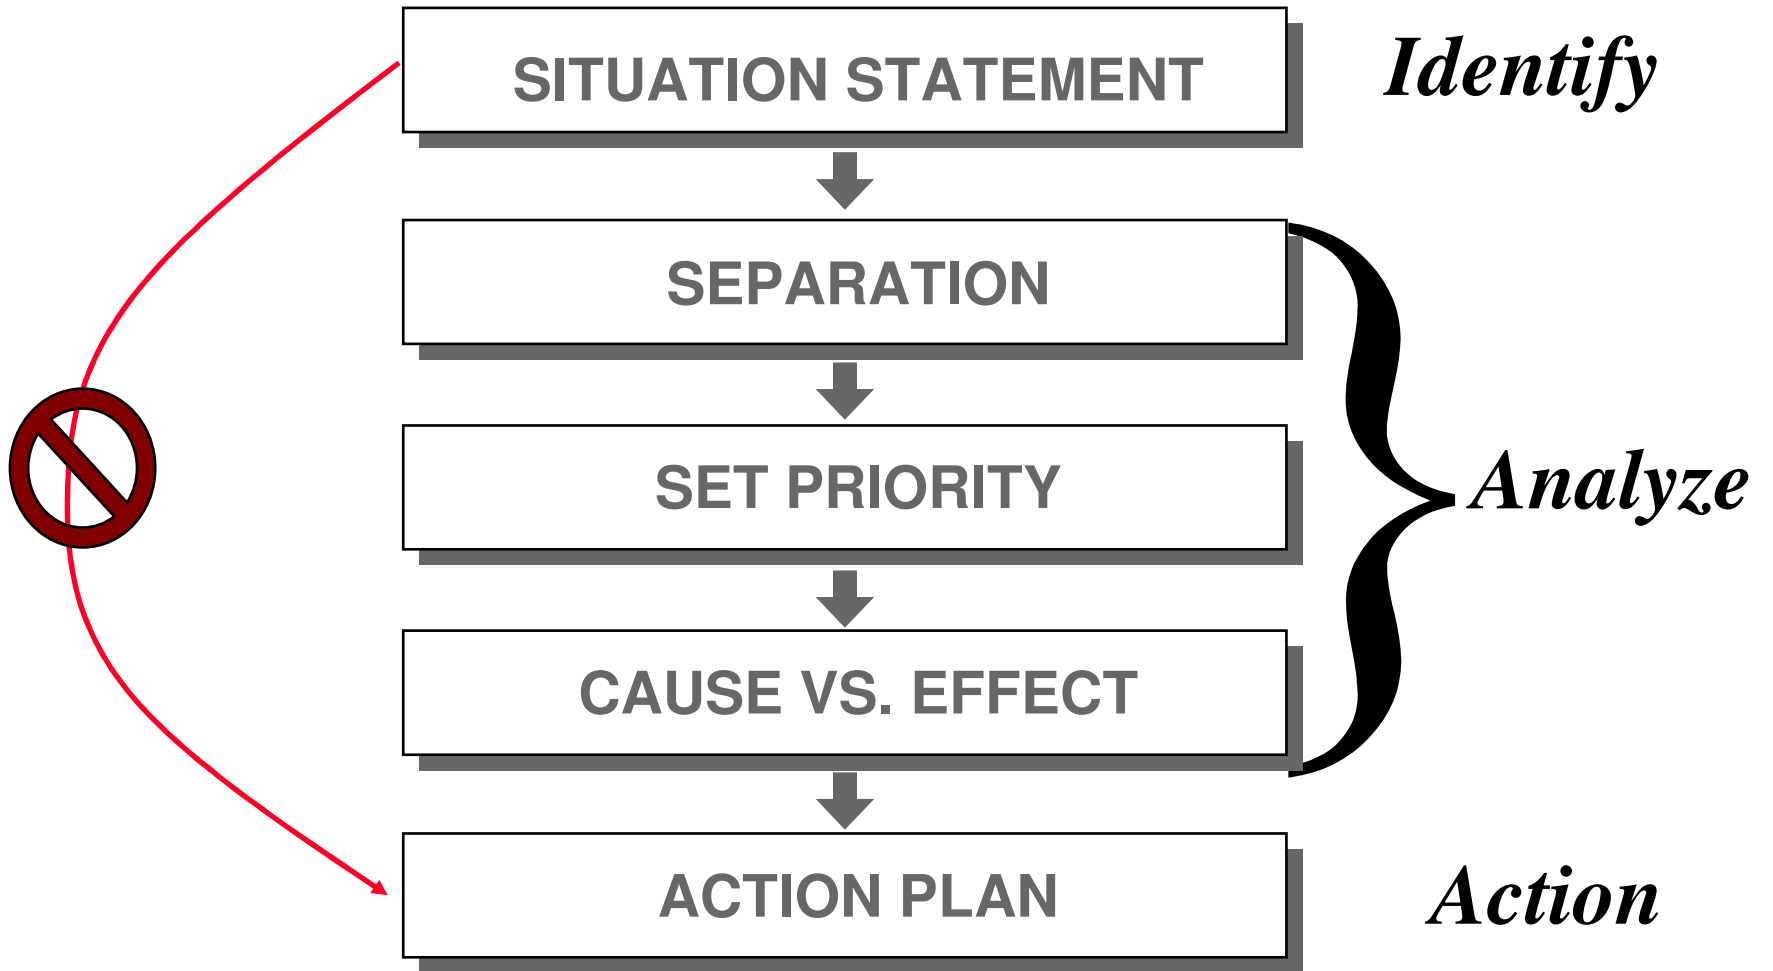 SITUATION STATEMENT
Identify
SEPARATION
SET PRIORITY
Analyze
CAUSE VS. EFFECT
ACTION PLAN
Action